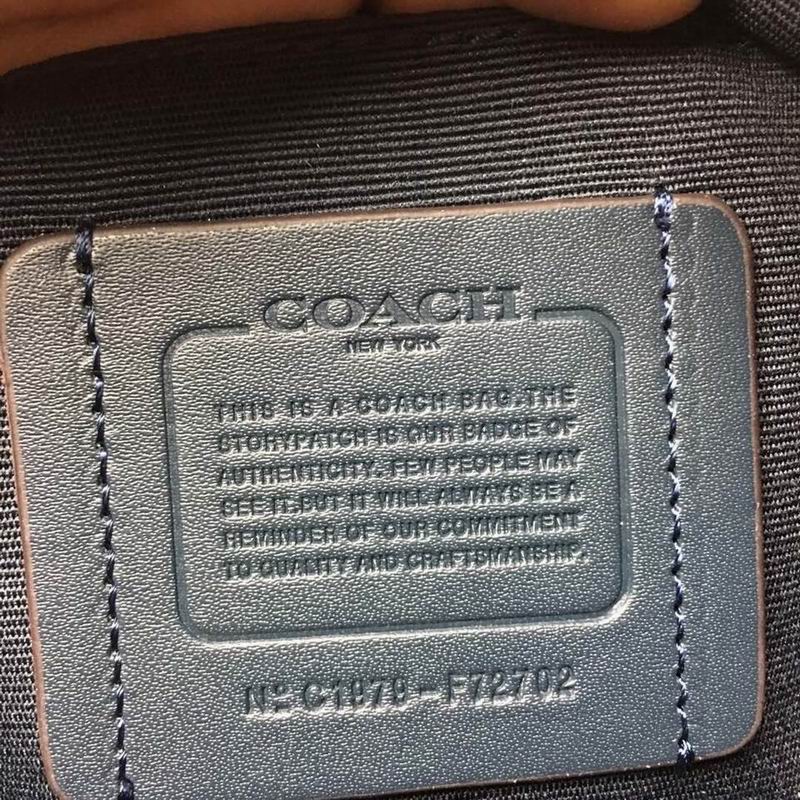 COACH
NEW YORK
THIS IS A COACH BAG.THE
STORYPATCH IS OUR BADGE OF
AUTHENTICITY. FEW PEOPLE MAY
SEE IT.BUT IT WILL ALWAYS BE A
REMINDER OF OUR COMMITMENT
TO QUALITY AND CRAFTSMANSHIP.
Nº C1879-F72702